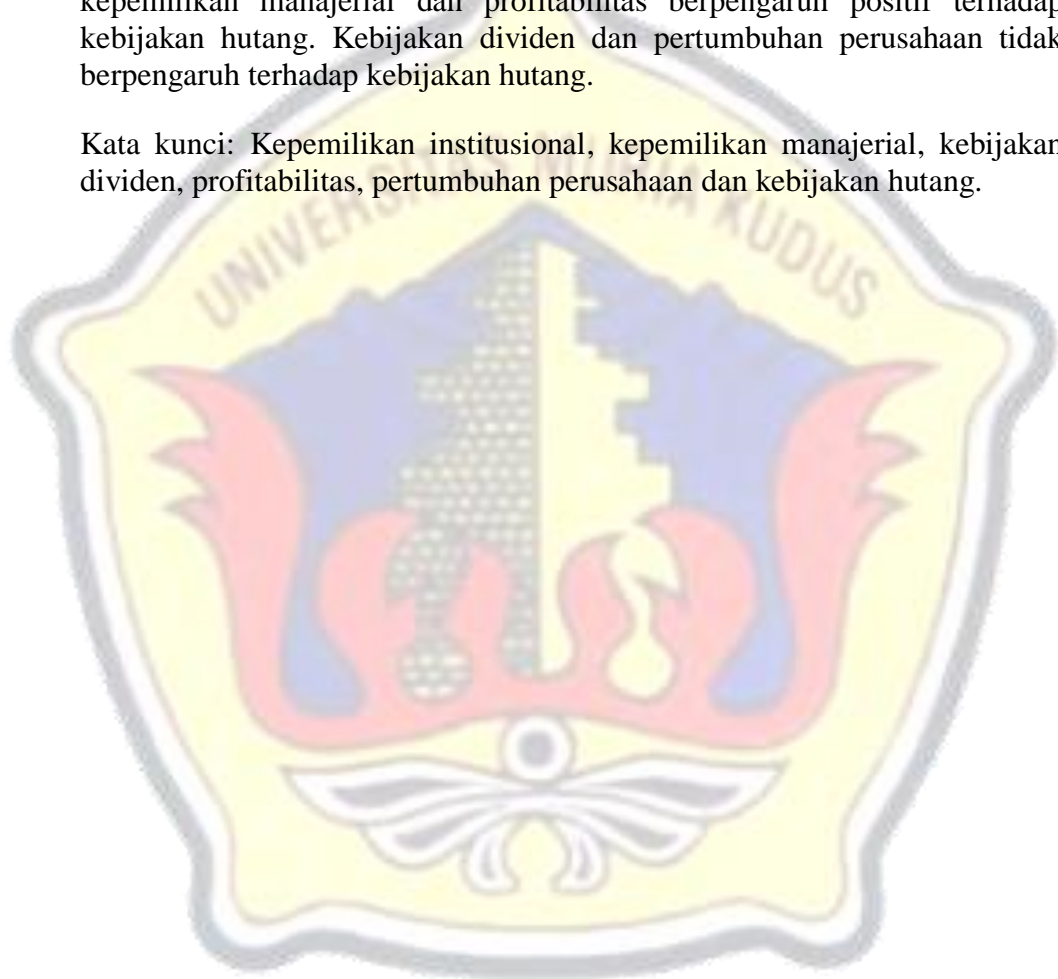 kepemilikan manajerial dan profitabilitas berpengaruh positif terhadap
kebijakan hutang. Kebijakan dividen dan pertumbuhan perusahaan tidak
berpengaruh terhadap kebijakan hutang.
Kata kunci: Kepemilikan institusional, kepemilikan manajerial, kebijakan
dividen, profitabilitas, pertumbuhan perusahaan dan kebijakan hutang.
UNIVERSITAS MURIA KUDUS